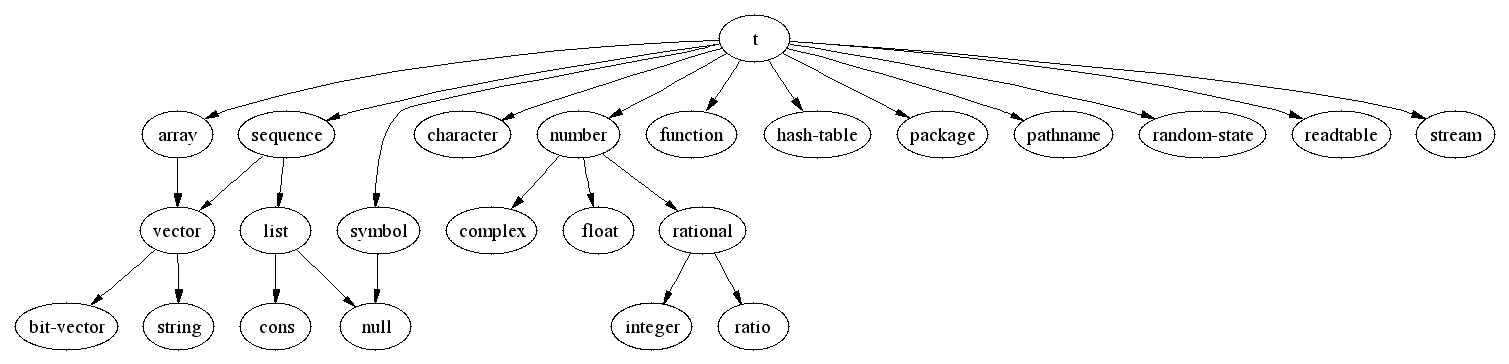 t
array sequence character number function hash-table package pathname random-state readtable stream
vector list symbol complex float rational
bit-vector string cons null integer ratio